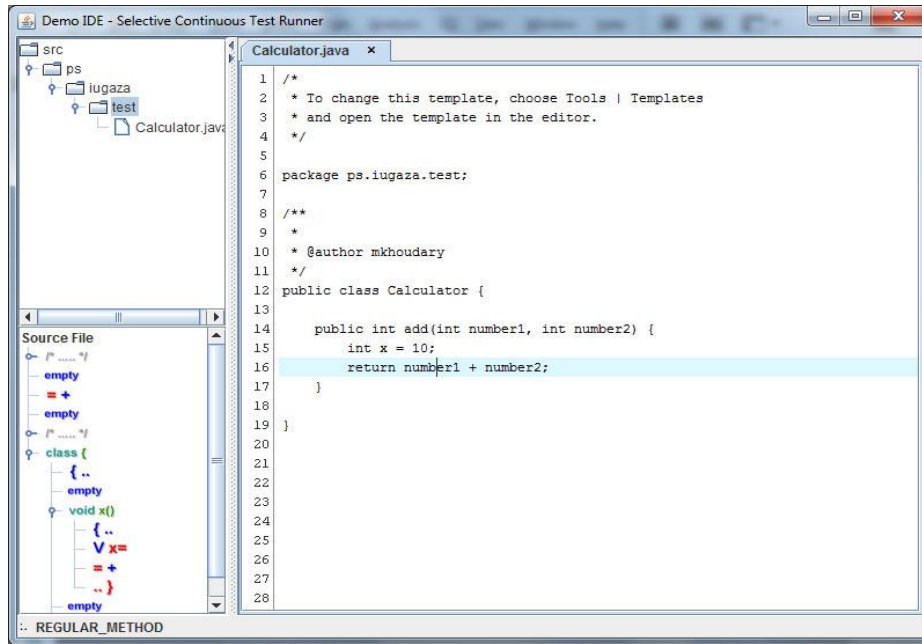 Demo IDE - Selective Continuous Test Runner
src
ps
iugaza
test
Calculator.java
Source File
/* ..... */
empty
= +
empty
/* ..... */
class {
{ ..
empty
void x()
{ ..
V x=
= +
.. }
empty
Calculator.java x
1 /*
2 * To change this template, choose Tools | Templates
3 * and open the template in the editor.
4 */
5
6 package ps.iugaza.test;
7
8 /**
9 *
10 * @author mkhoudary
11 */
12 public class Calculator {
13
14 public int add(int number1, int number2) {
15 int x = 10;
16 return number1 + number2;
17 }
18
19 }
20
21
22
23
24
25
26
27
28
:. REGULAR_METHOD